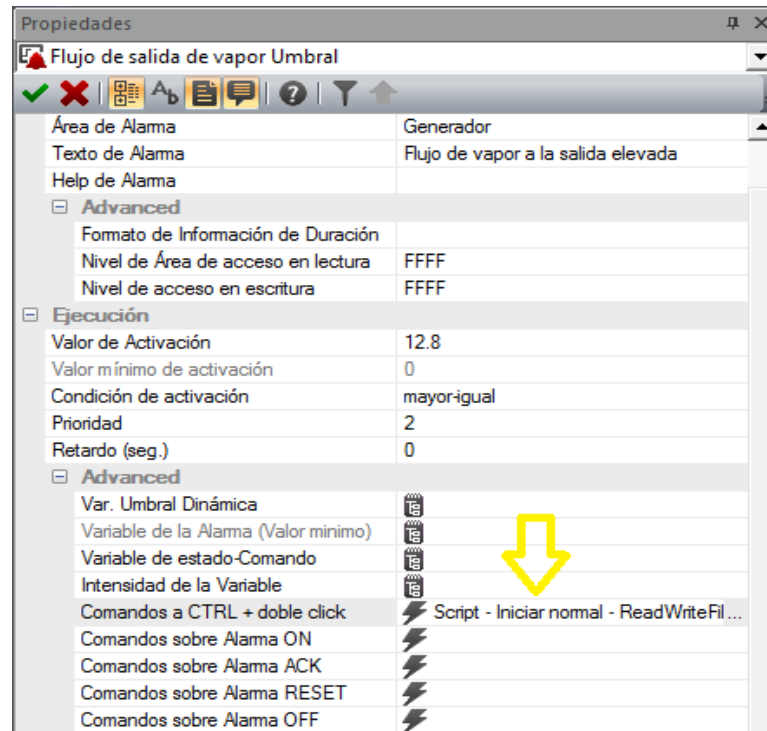 Propiedades
Flujo de salida de vapor Umbral
Área de Alarma Generador
Texto de Alarma Flujo de vapor a la salida elevada
Help de Alarma
Advanced
Formato de Información de Duración
Nivel de Área de acceso en lectura FFFF
Nivel de acceso en escritura FFFF
Ejecución
Valor de Activación 12.8
Valor mínimo de activación 0
Condición de activación mayor-igual
Prioridad 2
Retardo (seg.) 0
Advanced
Var. Umbral Dinámica
Variable de la Alarma (Valor minimo)
Variable de estado-Comando
Intensidad de la Variable
Comandos a CTRL + doble click Script - Iniciar normal - ReadWriteFil ...
Comandos sobre Alarma ON
Comandos sobre Alarma ACK
Comandos sobre Alarma RESET
Comandos sobre Alarma OFF